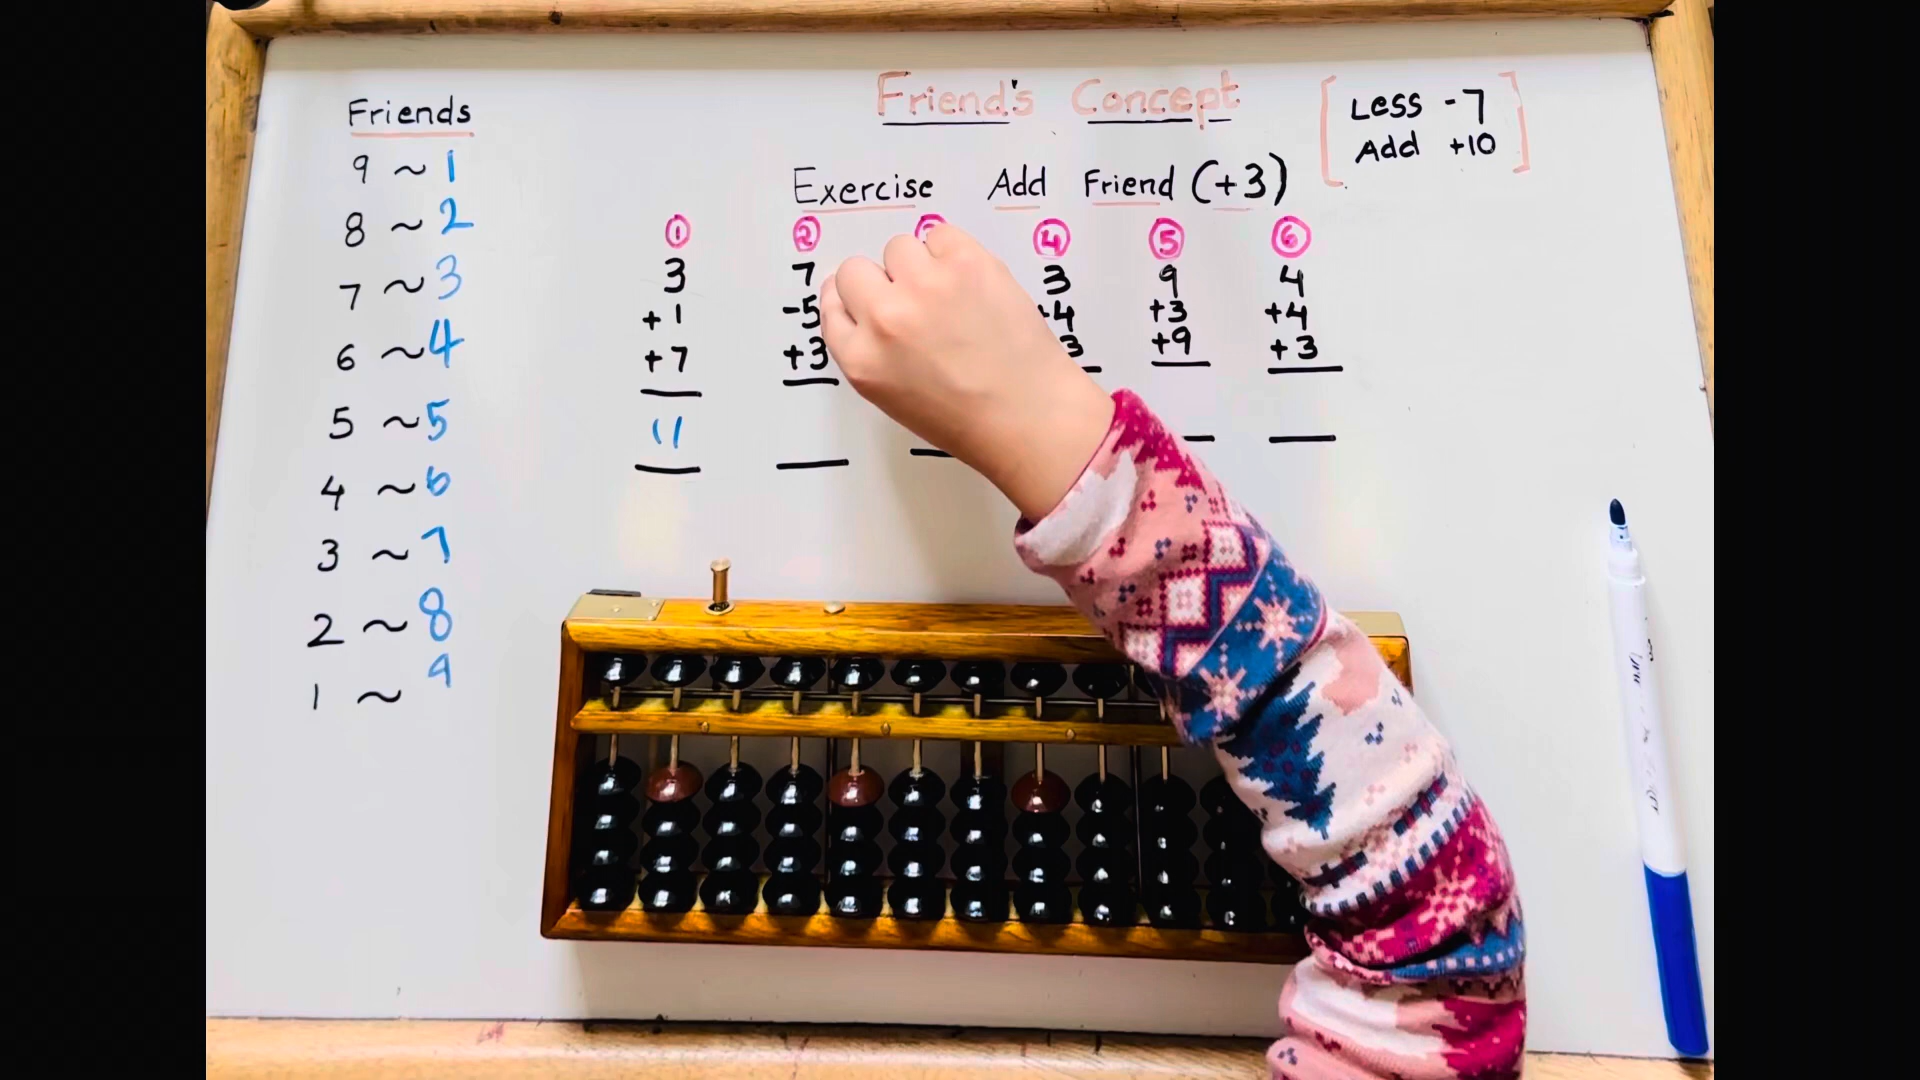 Friends
9 ~ 1
8 ~ 2
7 ~ 3
6 ~ 4
5 ~ 5
4 ~ 6
3 ~ 7
2 ~ 8
1 ~ 9
Friend's Concept
Less -7
Add +10
Exercise Add Friend (+3)
① ② ④ ⑤ ⑥
3 7 3 9 4
+1 -5 +4 +3 +4
+7 +3 3 +9 +3
11